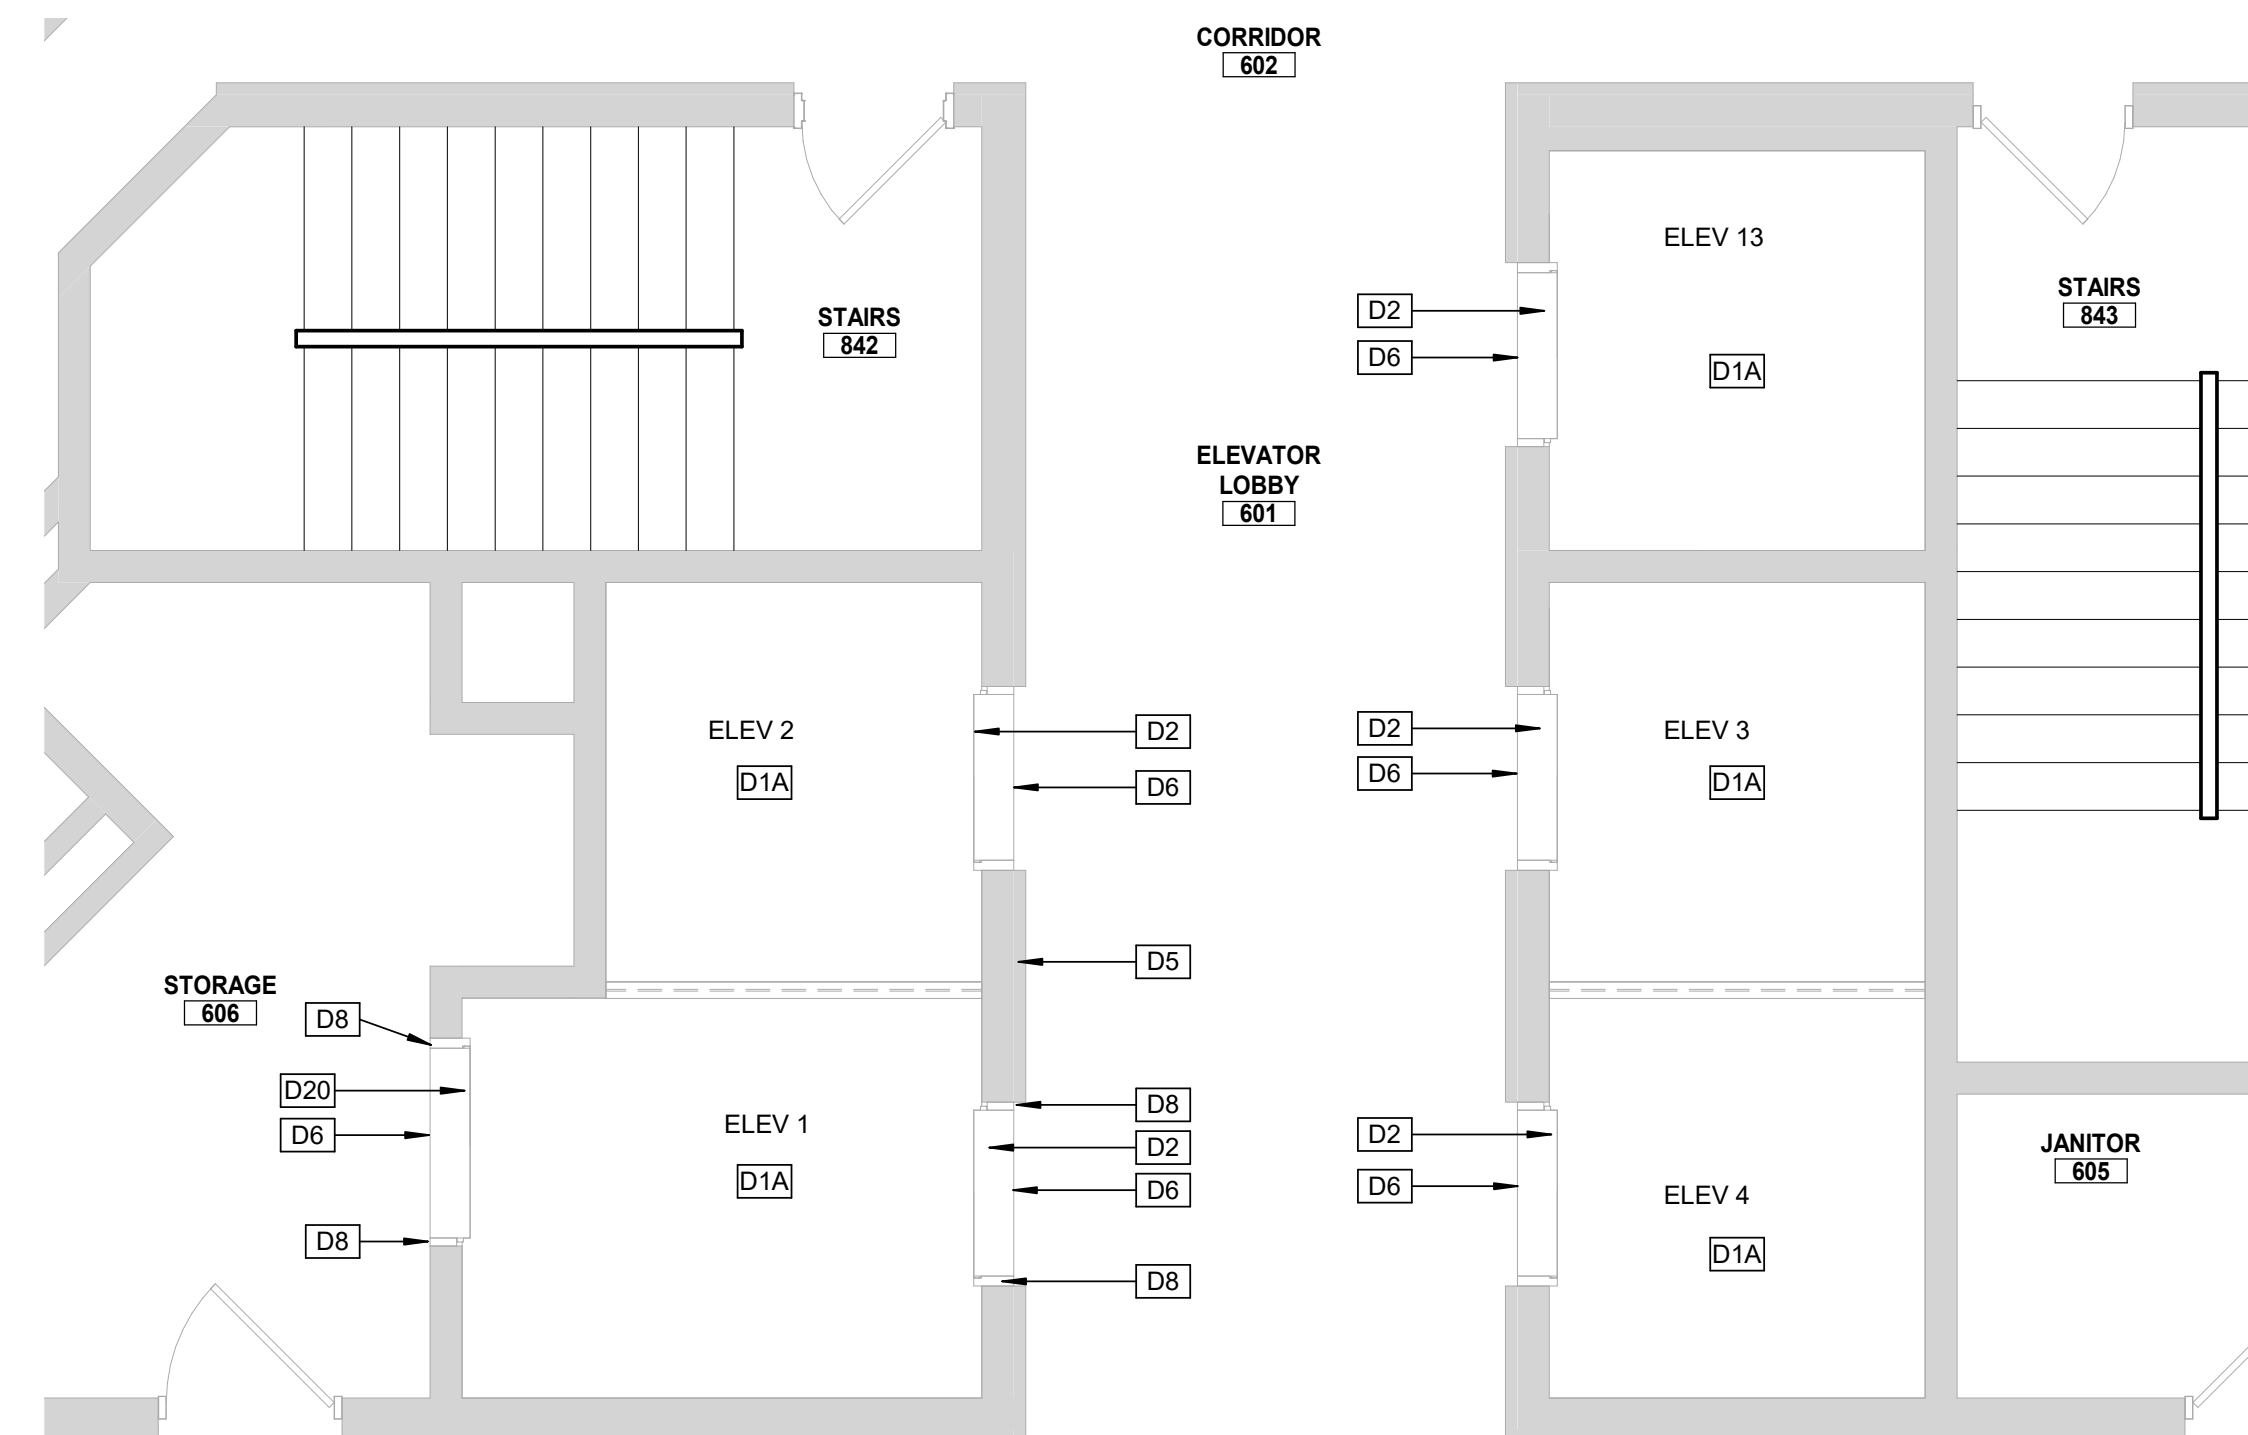 CORRIDOR
602
ELEV 13
STAIRS
843
STAIRS
842
D2
D6
D1A
ELEVATOR
LOBBY
601
ELEV 2
D1A
D2
D6
D2
D6
ELEV 3
D1A
D5
STORAGE
606
D8
D20
D6
D8
ELEV 1
D1A
D8
D2
D6
D8
D2
D6
ELEV 4
D1A
JANITOR
605